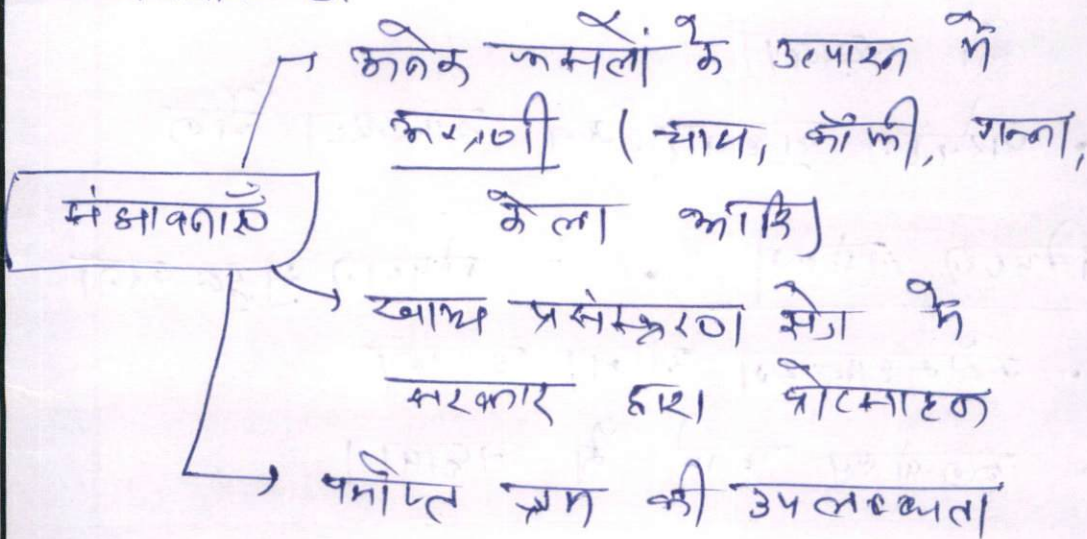 अनेक फसलों के उत्पादन में
अग्रणी (चाय, कॉफी, गन्ना,
केला आदि)
संभावनाएँ
खाद्य प्रसंस्करण क्षेत्र में
सरकार द्वारा प्रोत्साहन
पर्याप्त श्रम की उपलब्धता